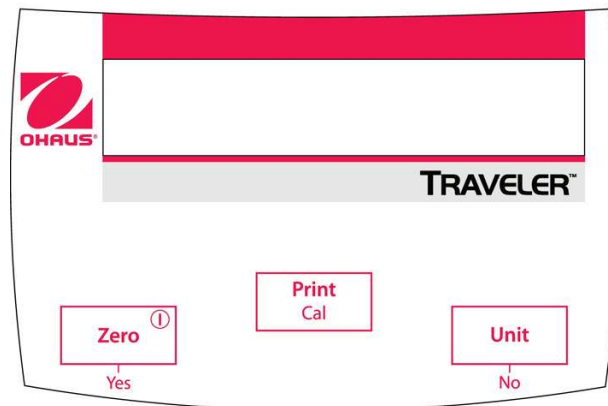 OHAUS®
TRAVELER™
Print
Cal
Zero
Unit
Yes
No